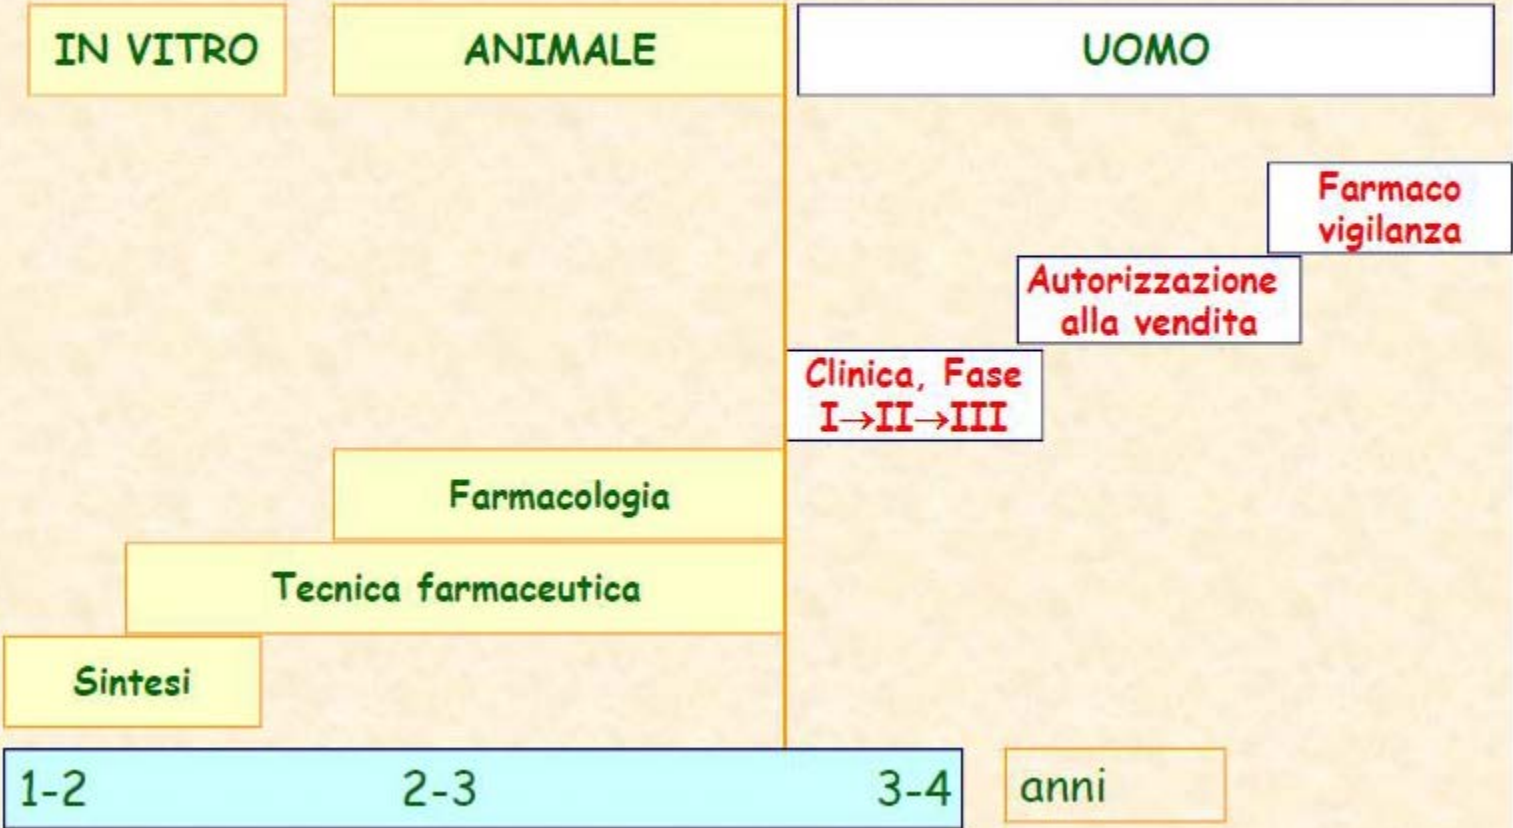 IN VITRO
ANIMALE
UOMO
Farmaco
vigilanza
Autorizzazione
alla vendita
Clinica, Fase
I→II→III
Farmacologia
Tecnica farmaceutica
Sintesi
1-2
2-3
3-4
anni